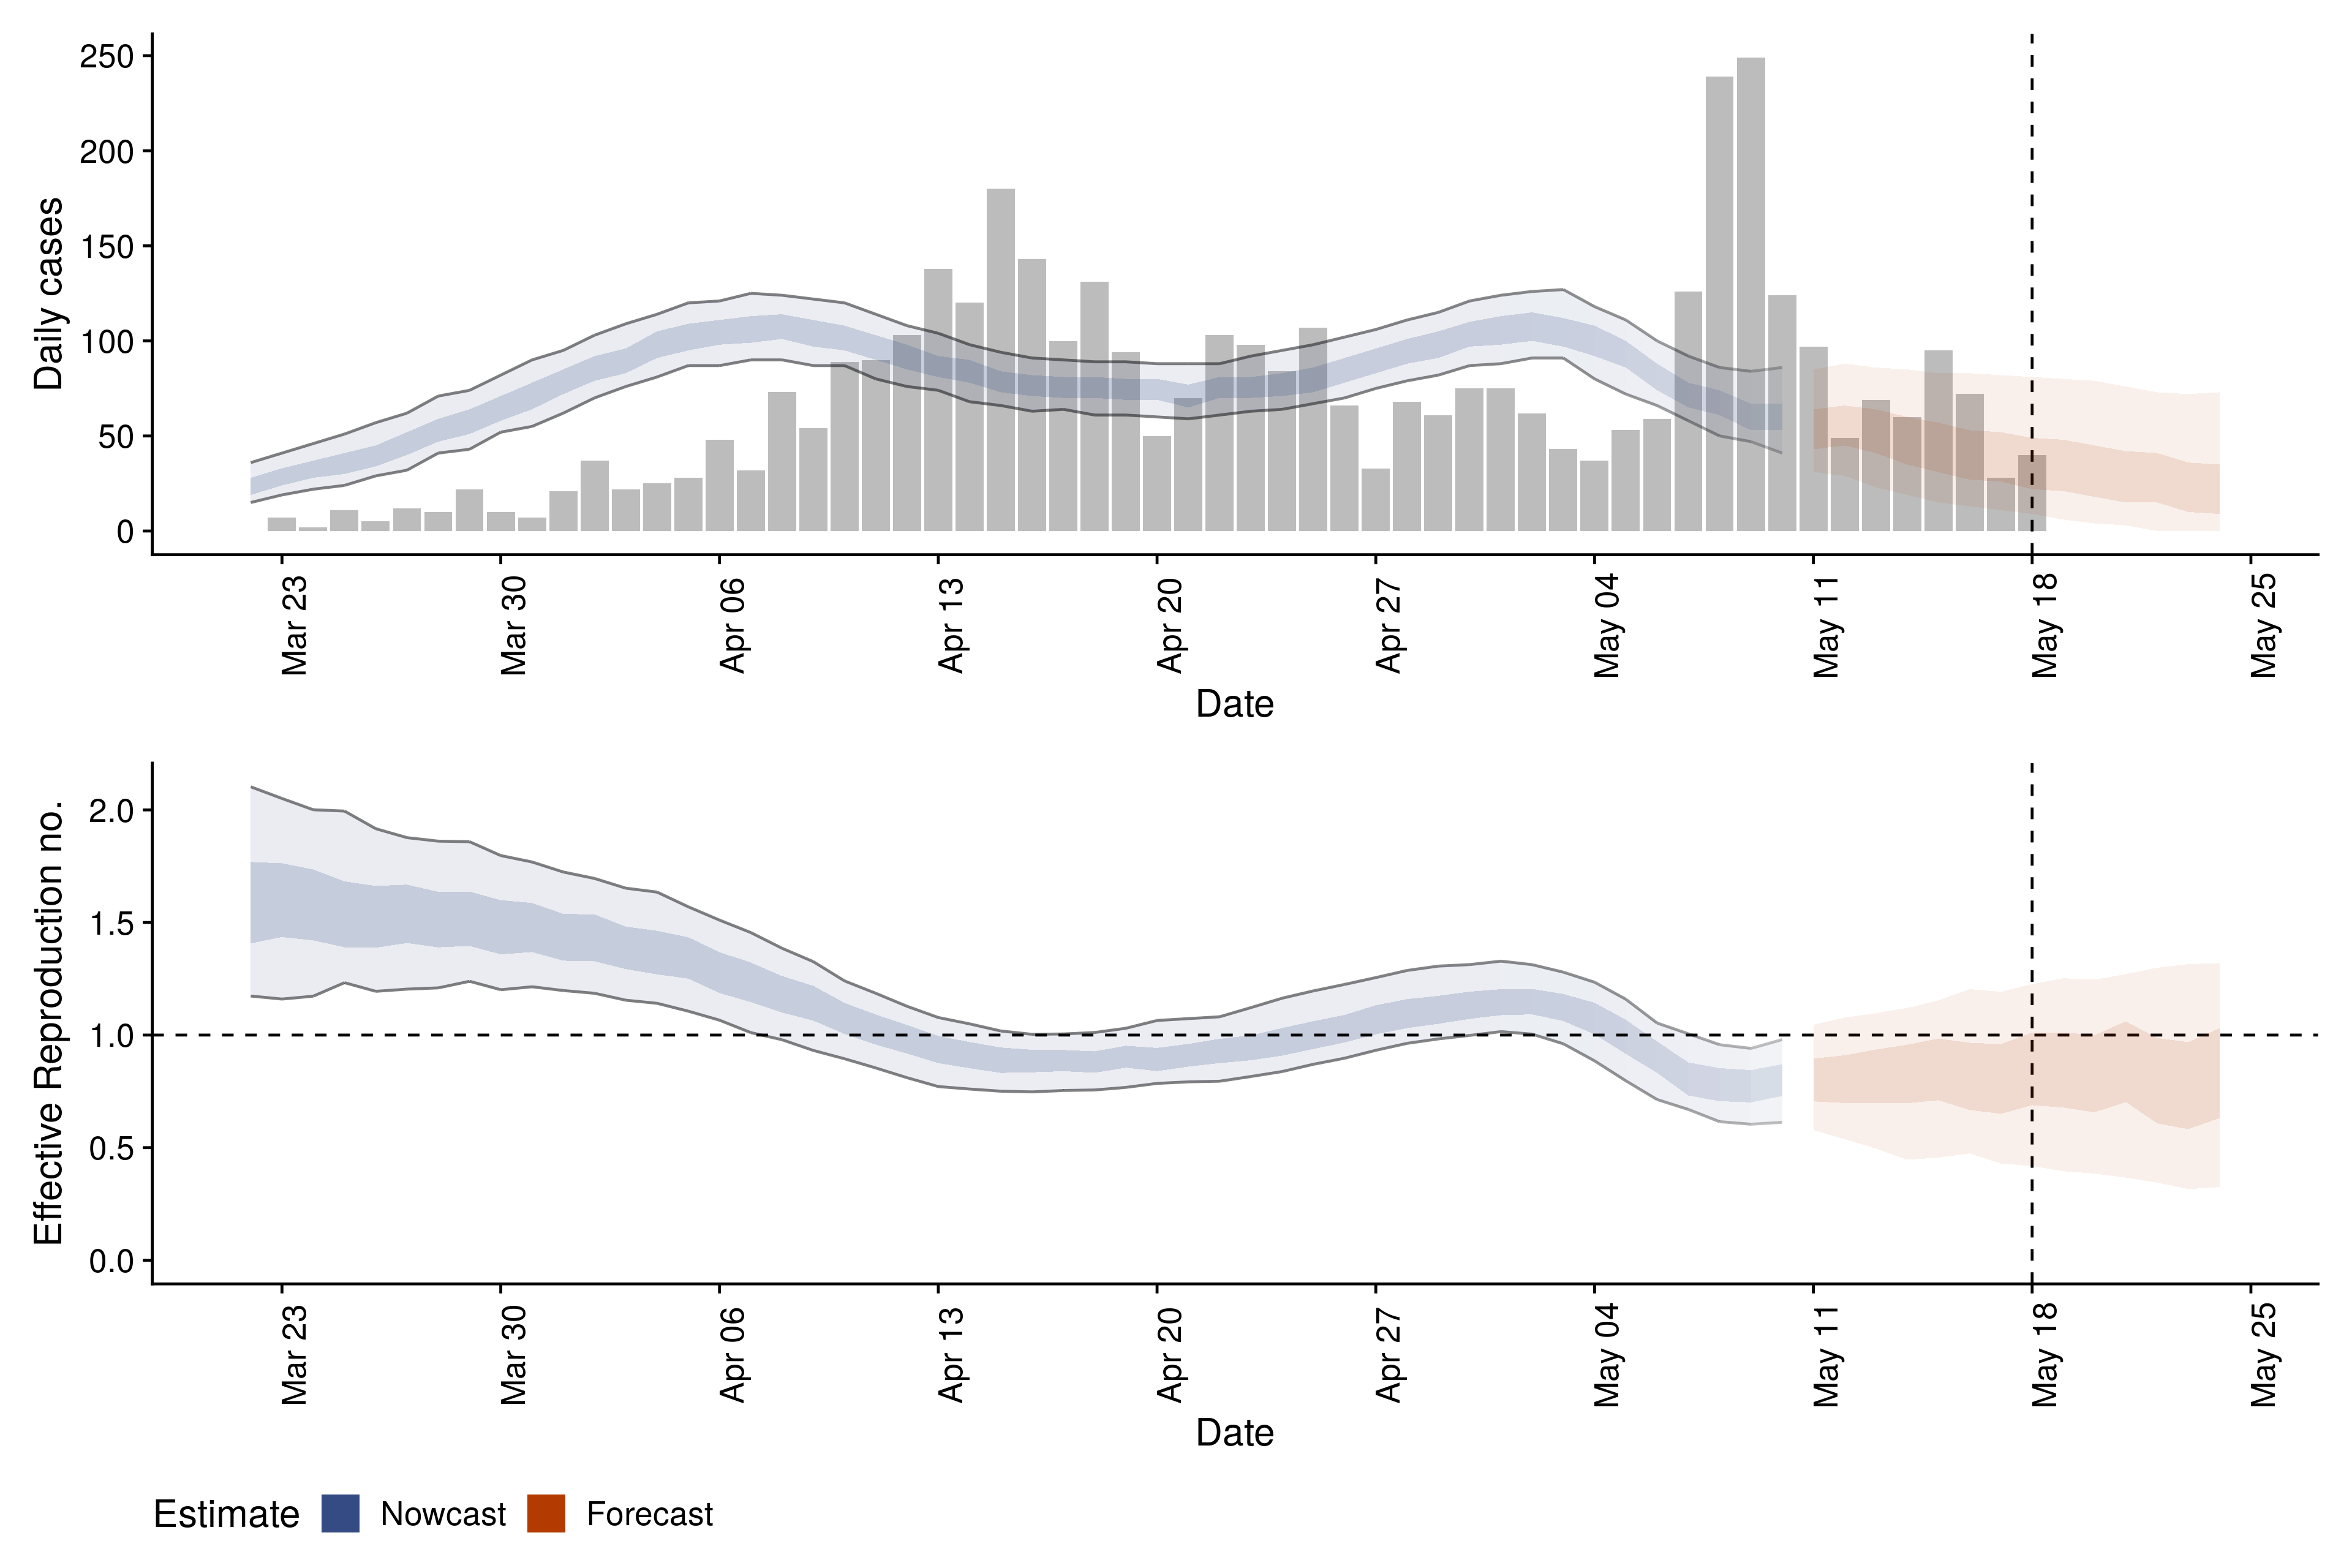 Daily cases
250
200
150
100
50
0
Mar 23
Mar 30
Apr 06
Apr 13
Apr 20
Apr 27
May 04
May 11
May 18
May 25
Date
Effective Reproduction no.
2.0
1.5
1.0
0.5
0.0
Mar 23
Mar 30
Apr 06
Apr 13
Apr 20
Apr 27
May 04
May 11
May 18
May 25
Date
Estimate Nowcast Forecast